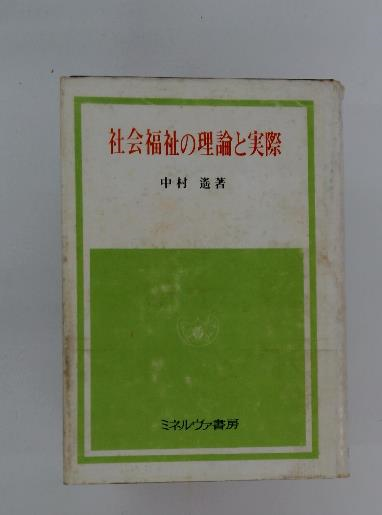 社会福祉の理論と実際
中村 遥著
ミネルヴァ書房